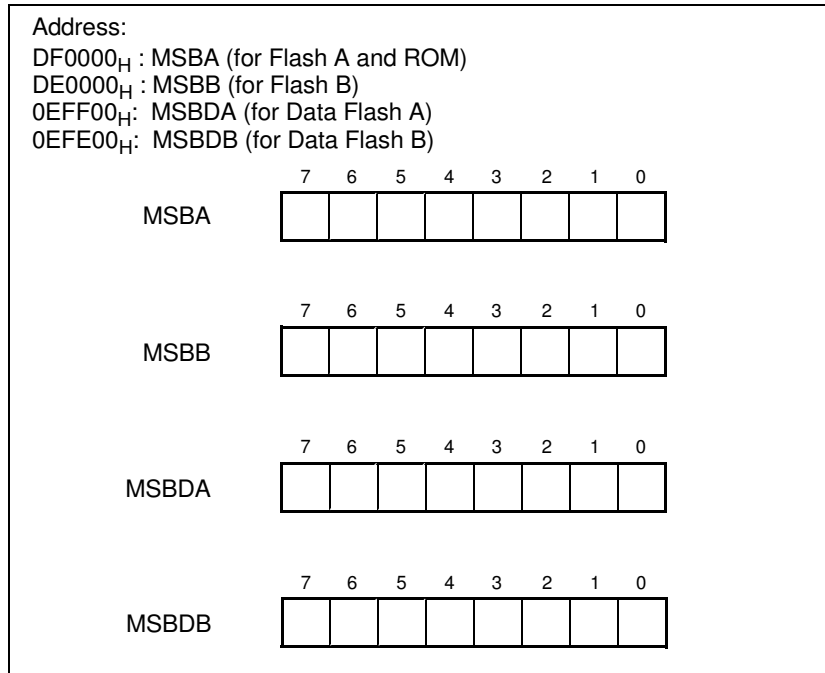 Address:
DF0000H : MSBA (for Flash A and ROM)
DE0000H : MSBB (for Flash B)
0EFF00H: MSBDA (for Data Flash A)
0EFE00H: MSBDB (for Data Flash B)
7 6 5 4 3 2 1 0
MSBA
7 6 5 4 3 2 1 0
MSBB
7 6 5 4 3 2 1 0
MSBDA
7 6 5 4 3 2 1 0
MSBDB